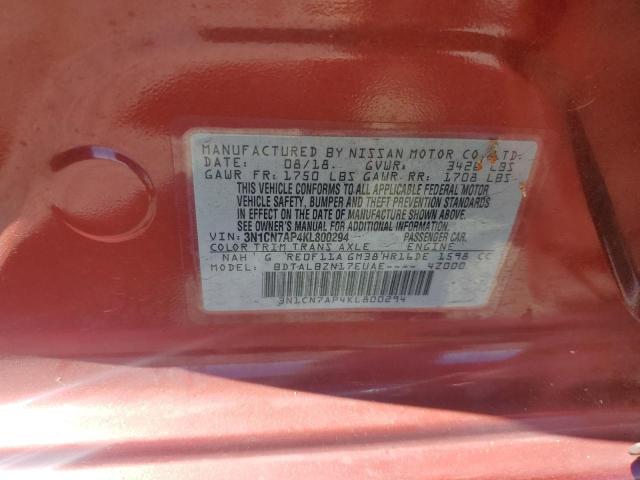 MANUFACTURED BY NISSAN MOTOR CO., LTD.
DATE: 08/18 GVWR: 3428 LBS
GAWR FR: 1750 LBS GAWR RR: 1708 LBS
THIS VEHICLE CONFORMS TO ALL APPLICABLE FEDERAL MOTOR
VEHICLE SAFETY, BUMPER AND THEFT PREVENTION STANDARDS
IN EFFECT ON THE DATE OF MANUFACTURE SHOWN ABOVE.
SEE OWNER'S MANUAL FOR ADDITIONAL INFORMATION.
VIN: 3N1CN7AP4KL800294 PASSENGER CAR.
COLOR TRIM TRANS AXLE ENGINE
NAH G RE0F11A GM38 HR16DE 1598 CC
MODEL: BDTALBZN17EUAE---- 4Z000
3N1CN7AP4KL800294